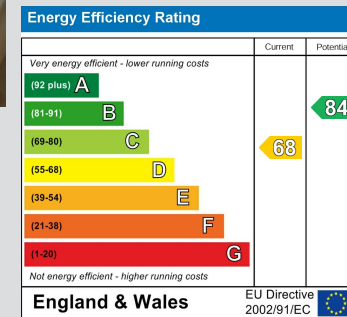 Energy Efficiency Rating
Current
Very energy efficient - lower running costs
(92 plus) A
(81-91) B
84
(69-80) C
68
(55-68) D
(39-54) E
(21-38) F
(1-20) G
Not energy efficient - higher running costs
England & Wales
EU Directive
2002/91/EC